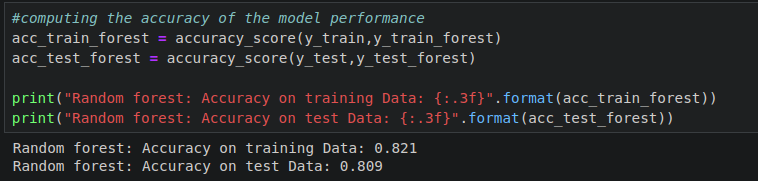 #computing the accuracy of the model performance
acc_train_forest = accuracy_score(y_train,y_train_forest)
acc_test_forest = accuracy_score(y_test,y_test_forest)
print("Random forest: Accuracy on training Data: {:.3f}".format(acc_train_forest))
print("Random forest: Accuracy on test Data: {:.3f}".format(acc_test_forest))
Random forest: Accuracy on training Data: 0.821
Random forest: Accuracy on test Data: 0.809